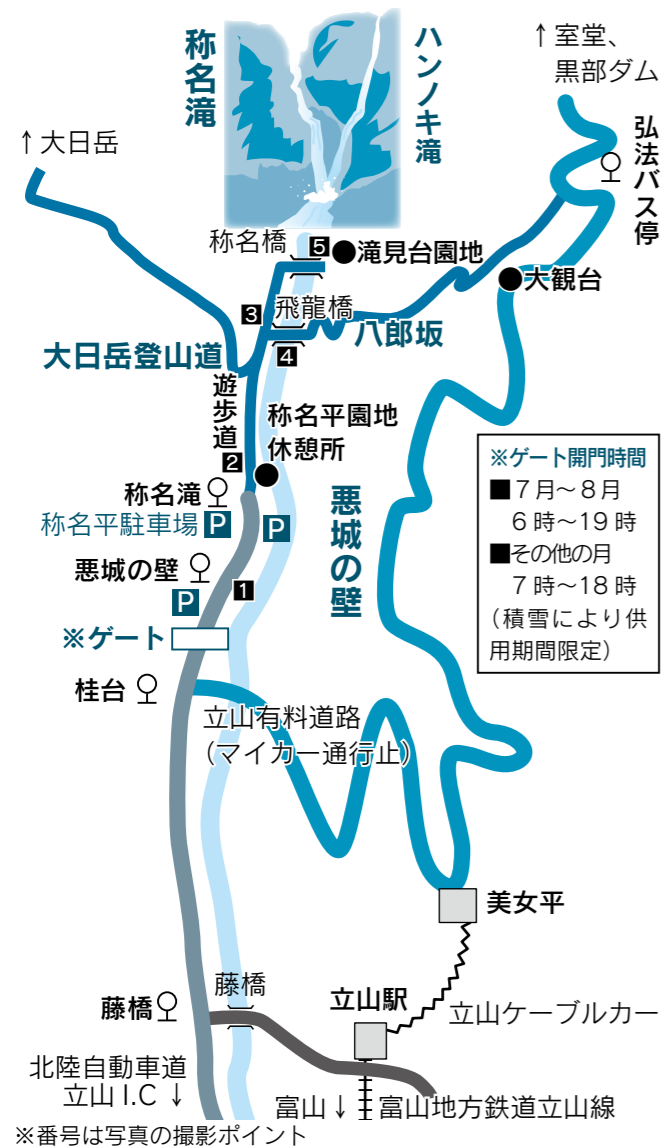 称名滝
ハンノキ滝
↑室堂、
黒部ダム
弘法バス停
↑大日岳
称名橋
5
滝見台園地
大観台
3
飛龍橋
八郎坂
4
大日岳登山道
遊歩道
称名平園地
休憩所
2
称名滝
称名平駐車場 P
P
悪城の壁
悪城の壁
P
1
※ゲート
※ゲート開門時間
■7月～8月
6時～19時
■その他の月
7時～18時
(積雪により供
用期間限定)
桂台
立山有料道路
(マイカー通行止)
美女平
藤橋
藤橋
立山駅
立山ケーブルカー
北陸自動車道
立山I.C ↓
富山↓
富山地方鉄道立山線
※番号は写真の撮影ポイント